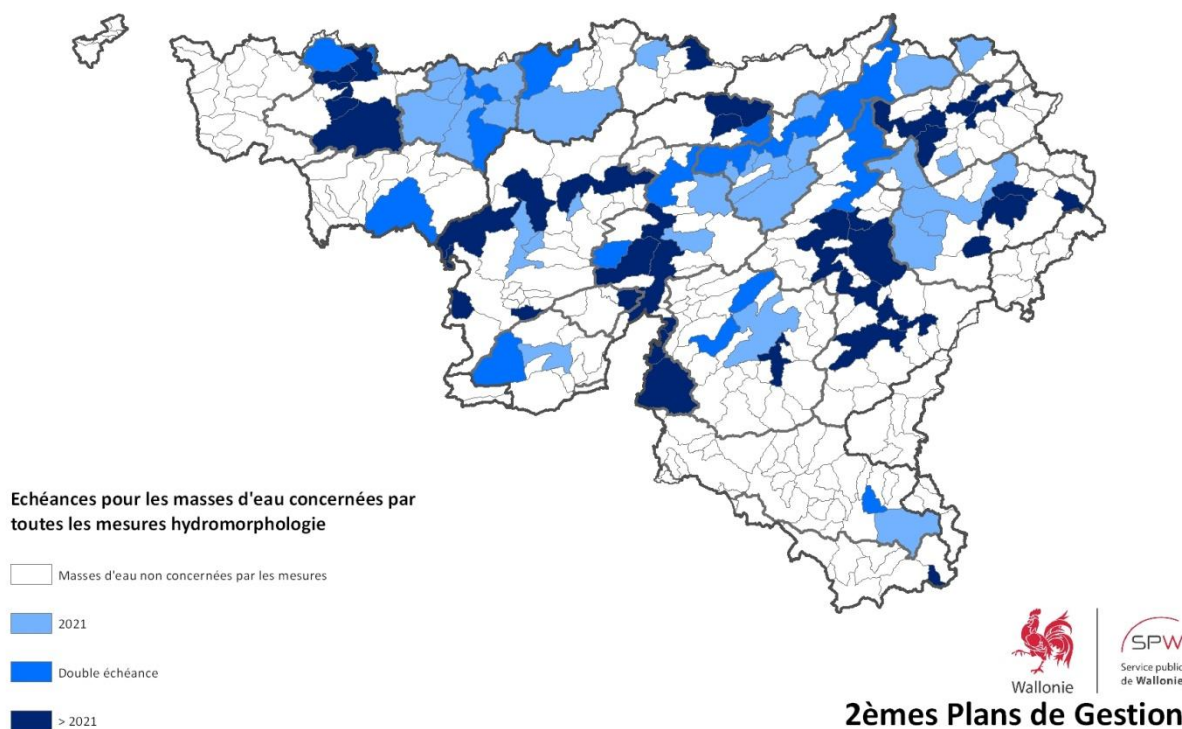 Echéances pour les masses d'eau concernées par
toutes les mesures hydromorphologie
Masses d'eau non concernées par les mesures
2021
Double échéance
> 2021
Wallonie
SPW
Service public
de Wallonie
2èmes Plans de Gestion